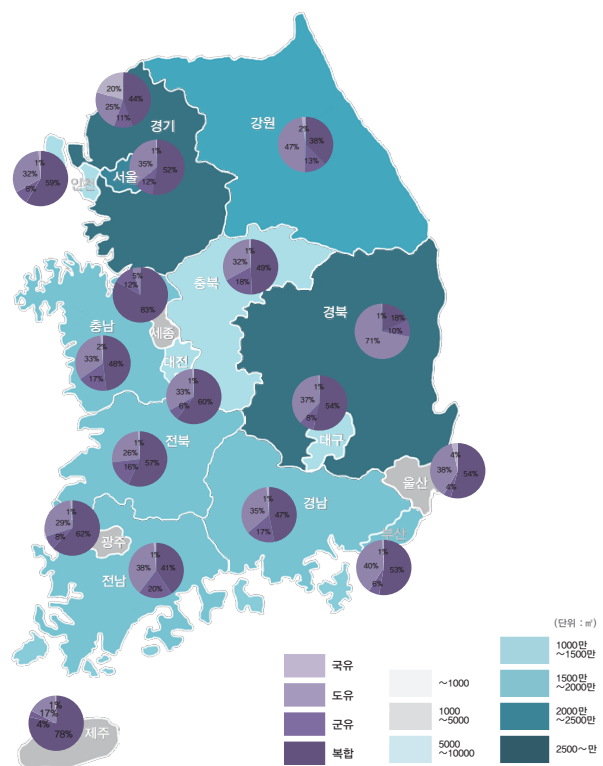 20%
44%
25%
11%
경기
강원
2%
38%
47%
13%
1%
35%
52%
12%
서울
1%
32%
59%
8%
인천
1%
32%
49%
18%
충북
5%
12%
83%
세종
경북
1%
18%
10%
71%
충남
2%
33%
48%
17%
대전
1%
33%
60%
6%
1%
37%
54%
8%
대구
전북
1%
26%
57%
16%
4%
38%
54%
4%
울산
경남
1%
35%
47%
17%
부산
1%
40%
53%
6%
1%
29%
62%
8%
광주
전남
1%
38%
41%
20%
1%
17%
4%
78%
제주
(단위 : ㎡)
국유
도유
군유
복합
~1000
1000
~5000
5000
~10000
1000만
~1500만
1500만
~2000만
2000만
~2500만
2500~만